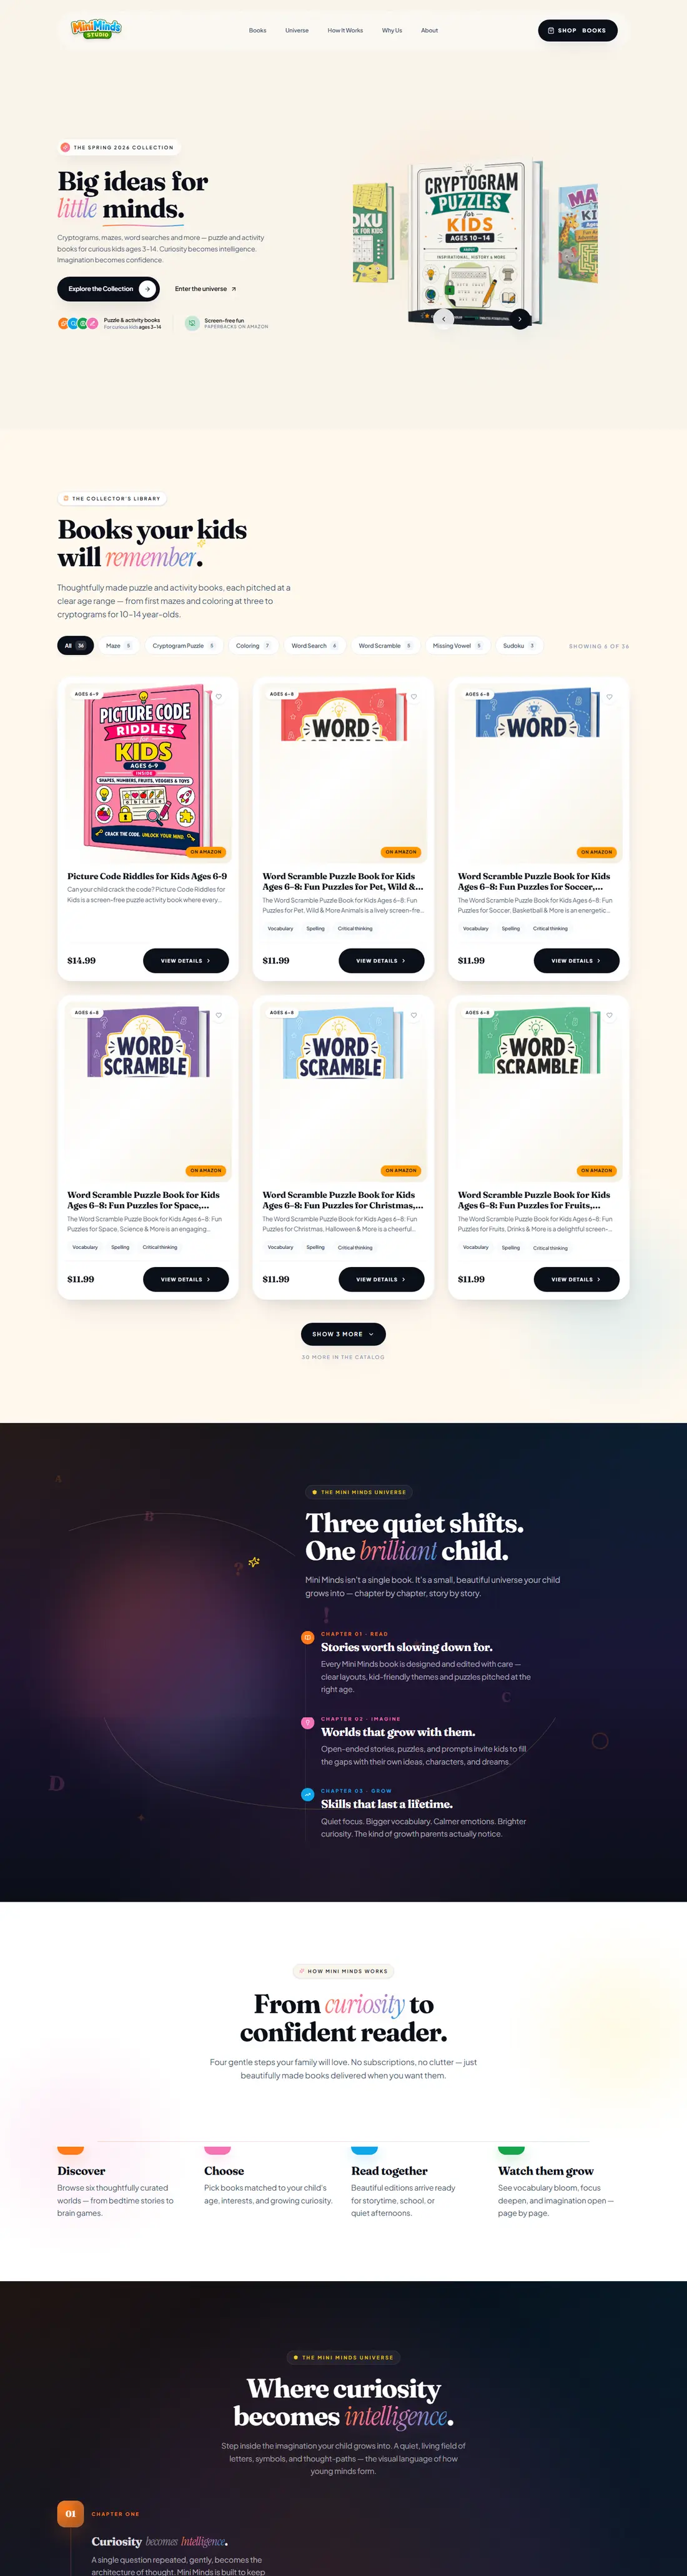 MiniMinds
STUDIO
Books
Universe
How It Works
Why Us
About
SHOP BOOKS
THE SPRING 2026 COLLECTION
Big ideas for
little minds.
Cryptograms, mazes, word searches and more — puzzle and activity
books for curious kids ages 3–14. Curiosity becomes intelligence.
Imagination becomes confidence.
Explore the Collection
Enter the universe
Puzzle & activity books
For curious kids ages 3–14
Screen-free fun
PAPERBACKS ON AMAZON
CRYPTOGRAM
PUZZLES
for
KIDS
AGES 10–14
INSPIRATIONAL, HISTORY & MORE
THE COLLECTOR'S LIBRARY
Books your kids
will remember.
Thoughtfully made puzzle and activity books, each pitched at a
clear age range — from first mazes and coloring at three to
cryptograms for 10–14 year-olds.
All 36
Maze
Cryptogram Puzzle
Coloring 7
Word Search
Word Scramble
Missing Vowel
Sudoku
SHOWING 6 OF 36
AGES 6–9
PICTURE CODE
RIDDLES
for
KIDS
AGES 6-9
INSIDE
SHAPES, NUMBERS, FRUITS, VEGGIES & TOYS
CRACK THE CODE. UNLOCK YOUR MIND.
ON AMAZON
Picture Code Riddles for Kids Ages 6-9
Can your child crack the code? Picture Code Riddles for
Kids is a screen-free puzzle activity book where every...
$14.99
VIEW DETAILS
AGES 6–8
WORD
ON AMAZON
Word Scramble Puzzle Book for Kids
Ages 6–8: Fun Puzzles for Pet, Wild &...
The Word Scramble Puzzle Book for Kids Ages 6–8: Fun
Puzzles for Pet, Wild & More Animals is a lively screen-fre...
Vocabulary
Spelling
Critical thinking
$11.99
VIEW DETAILS
AGES 6–8
WORD
ON AMAZON
Word Scramble Puzzle Book for Kids
Ages 6–8: Fun Puzzles for Soccer,...
The Word Scramble Puzzle Book for Kids Ages 6–8: Fun
Puzzles for Soccer, Basketball & More is an energetic...
Vocabulary
Spelling
Critical thinking
$11.99
VIEW DETAILS
AGES 6–8
WORD
SCRAMBLE
ON AMAZON
Word Scramble Puzzle Book for Kids
Ages 6–8: Fun Puzzles for Space,...
The Word Scramble Puzzle Book for Kids Ages 6–8: Fun
Puzzles for Space, Science & More is an engaging...
Vocabulary
Spelling
Critical thinking
$11.99
VIEW DETAILS
AGES 6–8
WORD
SCRAMBLE
ON AMAZON
Word Scramble Puzzle Book for Kids
Ages 6–8: Fun Puzzles for Christmas,...
The Word Scramble Puzzle Book for Kids Ages 6–8: Fun
Puzzles for Christmas, Halloween & More is a cheerful...
Vocabulary
Spelling
Critical thinking
$11.99
VIEW DETAILS
AGES 6–8
WORD
SCRAMBLE
ON AMAZON
Word Scramble Puzzle Book for Kids
Ages 6–8: Fun Puzzles for Fruits,...
The Word Scramble Puzzle Book for Kids Ages 6–8: Fun
Puzzles for Fruits, Drinks & More is a delightful screen-...
Vocabulary
Spelling
Critical thinking
$11.99
VIEW DETAILS
SHOW 3 MORE
30 MORE IN THE CATALOG
THE MINI MINDS UNIVERSE
Three quiet shifts.
One brilliant child.
Mini Minds isn't a single book. It's a small, beautiful universe your child
grows into — chapter by chapter, story by story.
CHAPTER 01 · READ
Stories worth slowing down for.
Every Mini Minds book is designed and edited with care —
clear layouts, kid-friendly themes and puzzles pitched at the
right age.
CHAPTER 02 · IMAGINE
Worlds that grow with them.
Open-ended stories, puzzles, and prompts invite kids to fill
the gaps with their own ideas, characters, and dreams.
CHAPTER 03 · GROW
Skills that last a lifetime.
Quiet focus. Bigger vocabulary. Calmer emotions. Brighter
curiosity. The kind of growth parents actually notice.
B
?
!
C
D
HOW MINI MINDS WORKS
From curiosity to
confident reader.
Four gentle steps your family will love. No subscriptions, no clutter — just
beautifully made books delivered when you want them.
Discover
Browse six thoughtfully curated
worlds — from bedtime stories to
brain games.
Choose
Pick books matched to your child's
age, interests, and growing curiosity.
Read together
Beautiful editions arrive ready
for storytime, school, or
quiet afternoons.
Watch them grow
See vocabulary bloom, focus
deepen, and imagination open —
page by page.
THE MINI MINDS UNIVERSE
Where curiosity
becomes intelligence.
Step inside the imagination your child grows into. A quiet, living field of
letters, symbols, and thought-paths — the visual language of how
young minds form.
01
CHAPTER ONE
Curiosity becomes Intelligence.
A single question repeated, gently, becomes the
architecture of thought. Mini Minds is built to keep